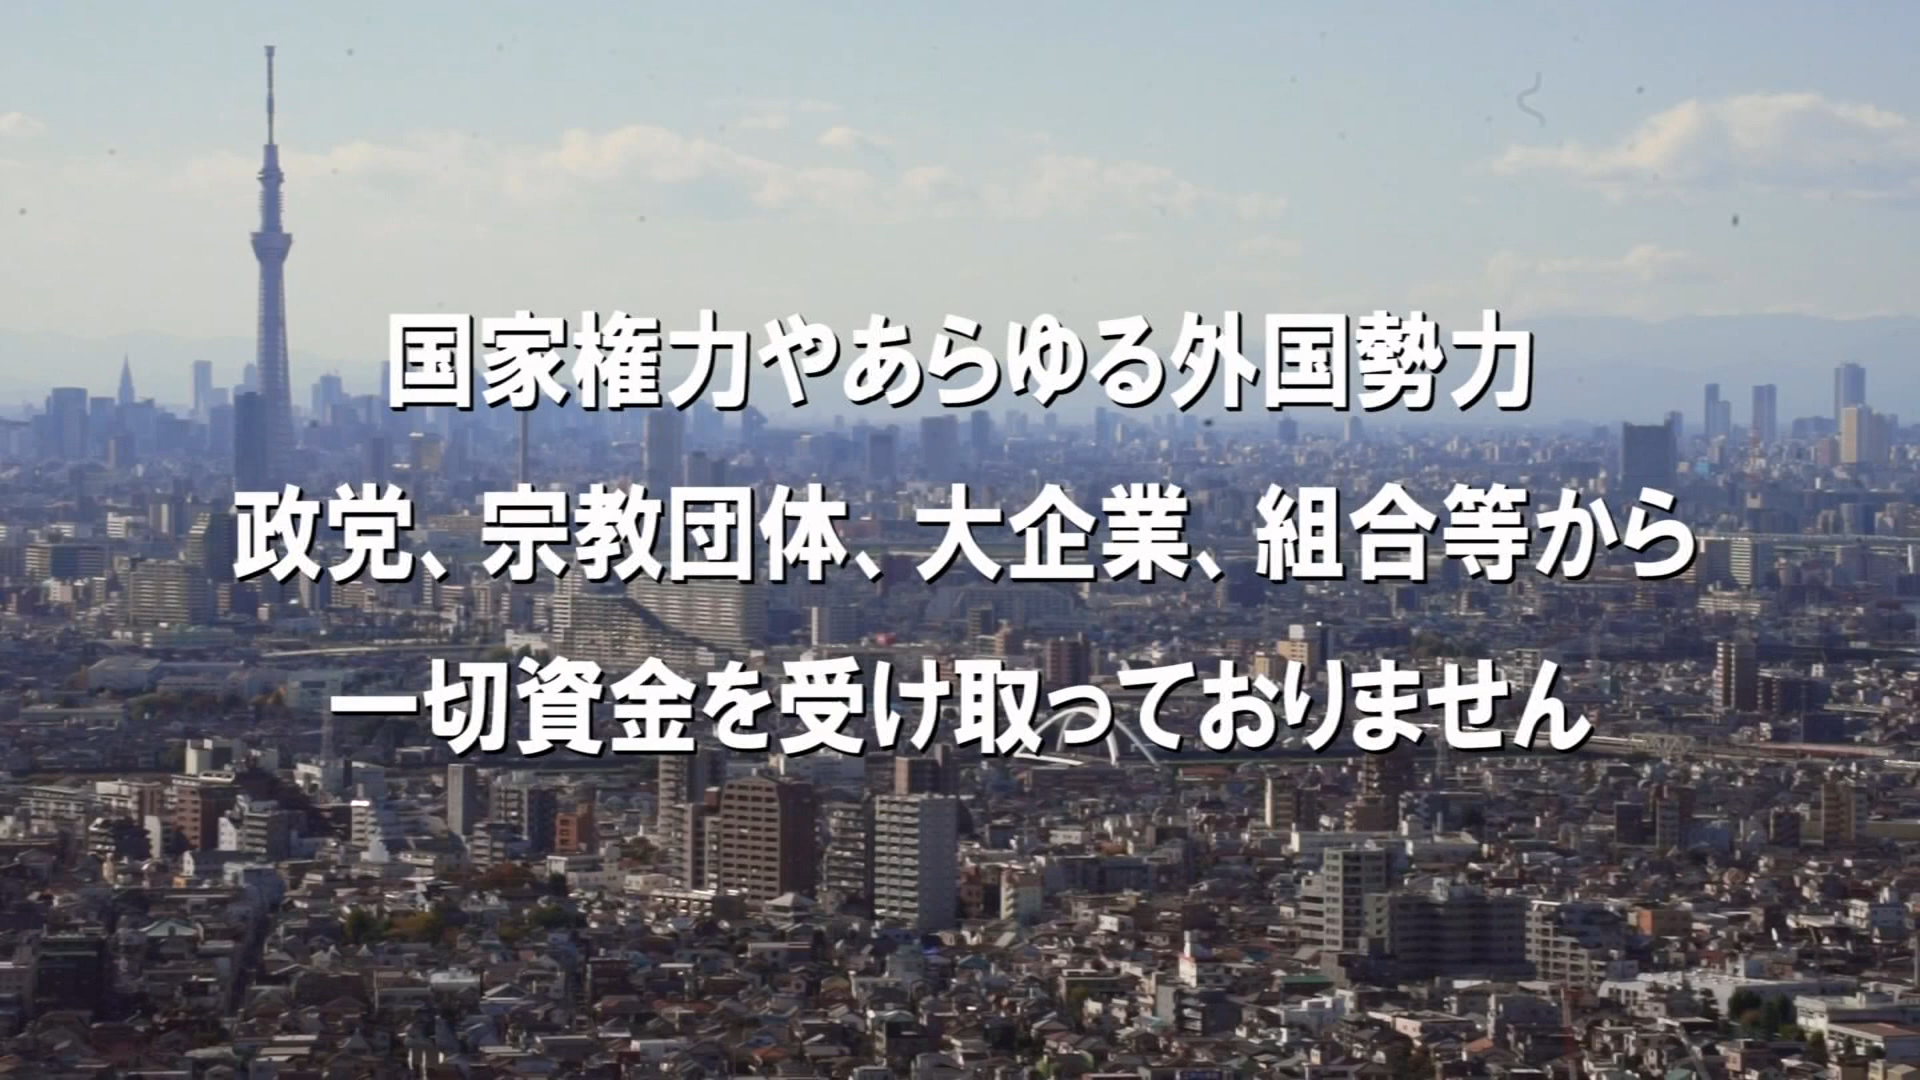 国家権力やあらゆる外国勢力
政党、宗教団体、大企業、組合等から
一切資金を受け取っておりません